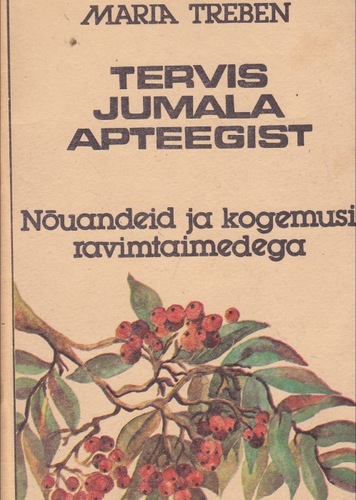 MARIA TREBEN
TERVIS
JUMALA
APTEEGIST
Nõuandeid ja kogemusi
ravimtaimedega